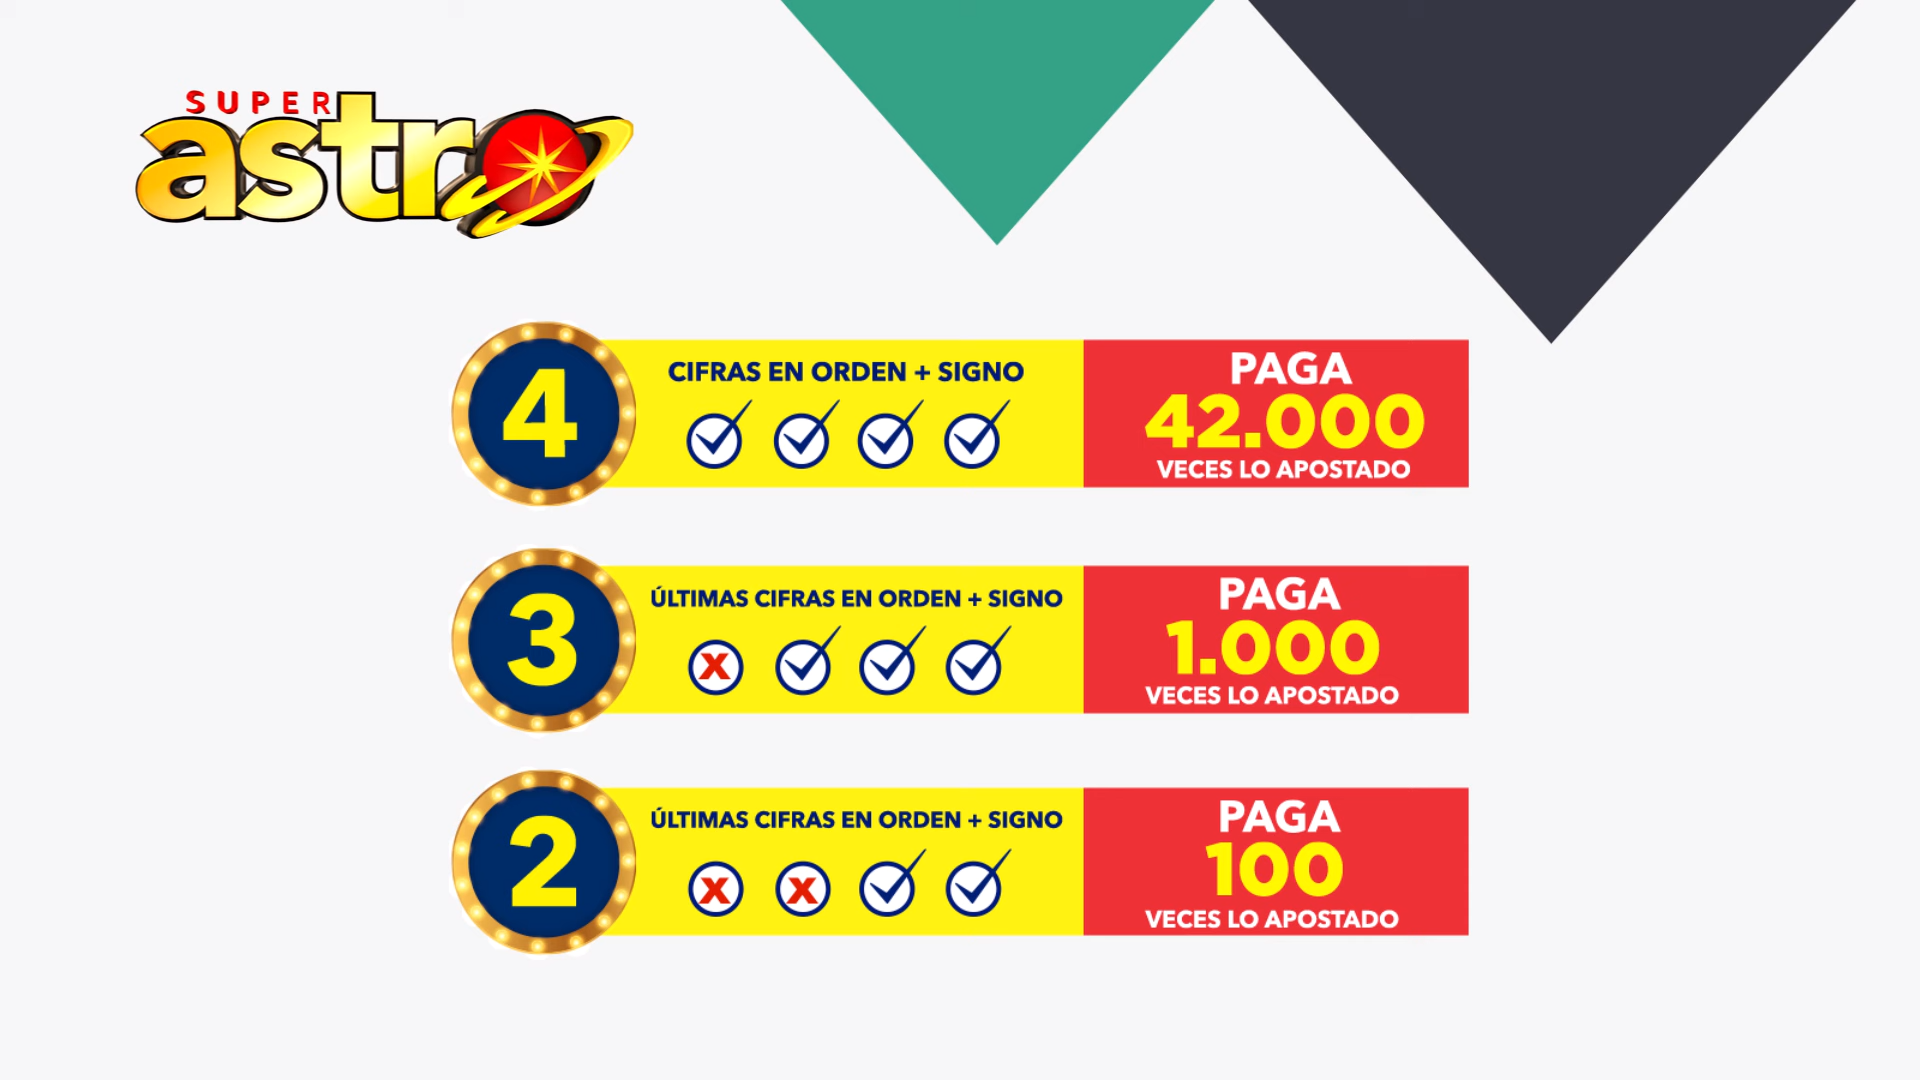 SUPER
astro
4
CIFRAS EN ORDEN + SIGNO
PAGA
42.000
VECES LO APOSTADO
3
ÚLTIMAS CIFRAS EN ORDEN + SIGNO
X
PAGA
1.000
VECES LO APOSTADO
2
ÚLTIMAS CIFRAS EN ORDEN + SIGNO
X X
PAGA
100
VECES LO APOSTADO